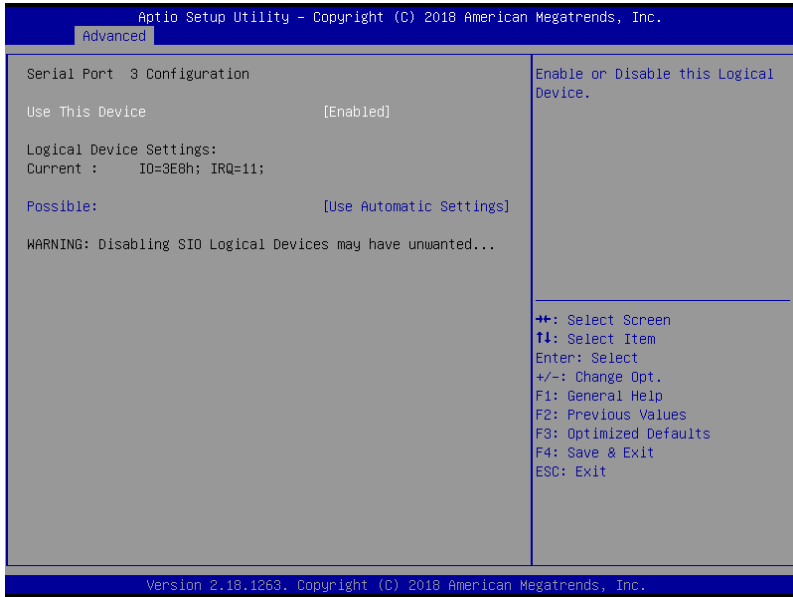 Aptio Setup Utility – Copyright (C) 2018 American Megatrends, Inc.
Advanced
Serial Port  3 Configuration
Use This Device [Enabled]
Logical Device Settings:
Current : IO=3E8h; IRQ=11;
Possible: [Use Automatic Settings]
WARNING: Disabling SIO Logical Devices may have unwanted...
Enable or Disable this Logical
Device.
→←: Select Screen
↑↓: Select Item
Enter: Select
+/-: Change Opt.
F1: General Help
F2: Previous Values
F3: Optimized Defaults
F4: Save & Exit
ESC: Exit
Version 2.18.1263. Copyright (C) 2018 American Megatrends, Inc.